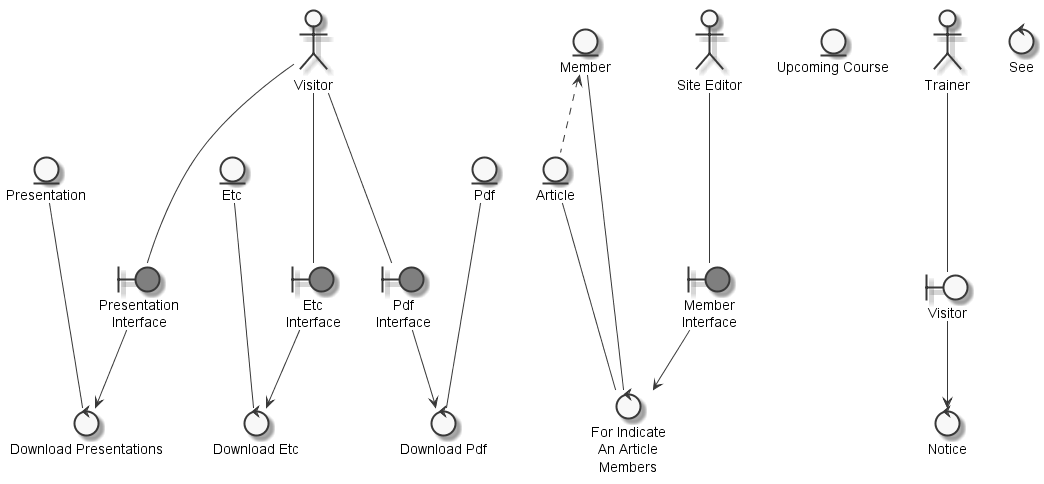 Member
Upcoming Course
See
Visitor
Site Editor
Trainer
Presentation
Etc
Pdf
Article
Presentation
Interface
Etc
Interface
Pdf
Interface
Member
Interface
Visitor
Download Presentations
Download Etc
Download Pdf
For Indicate
An Article
Members
Notice